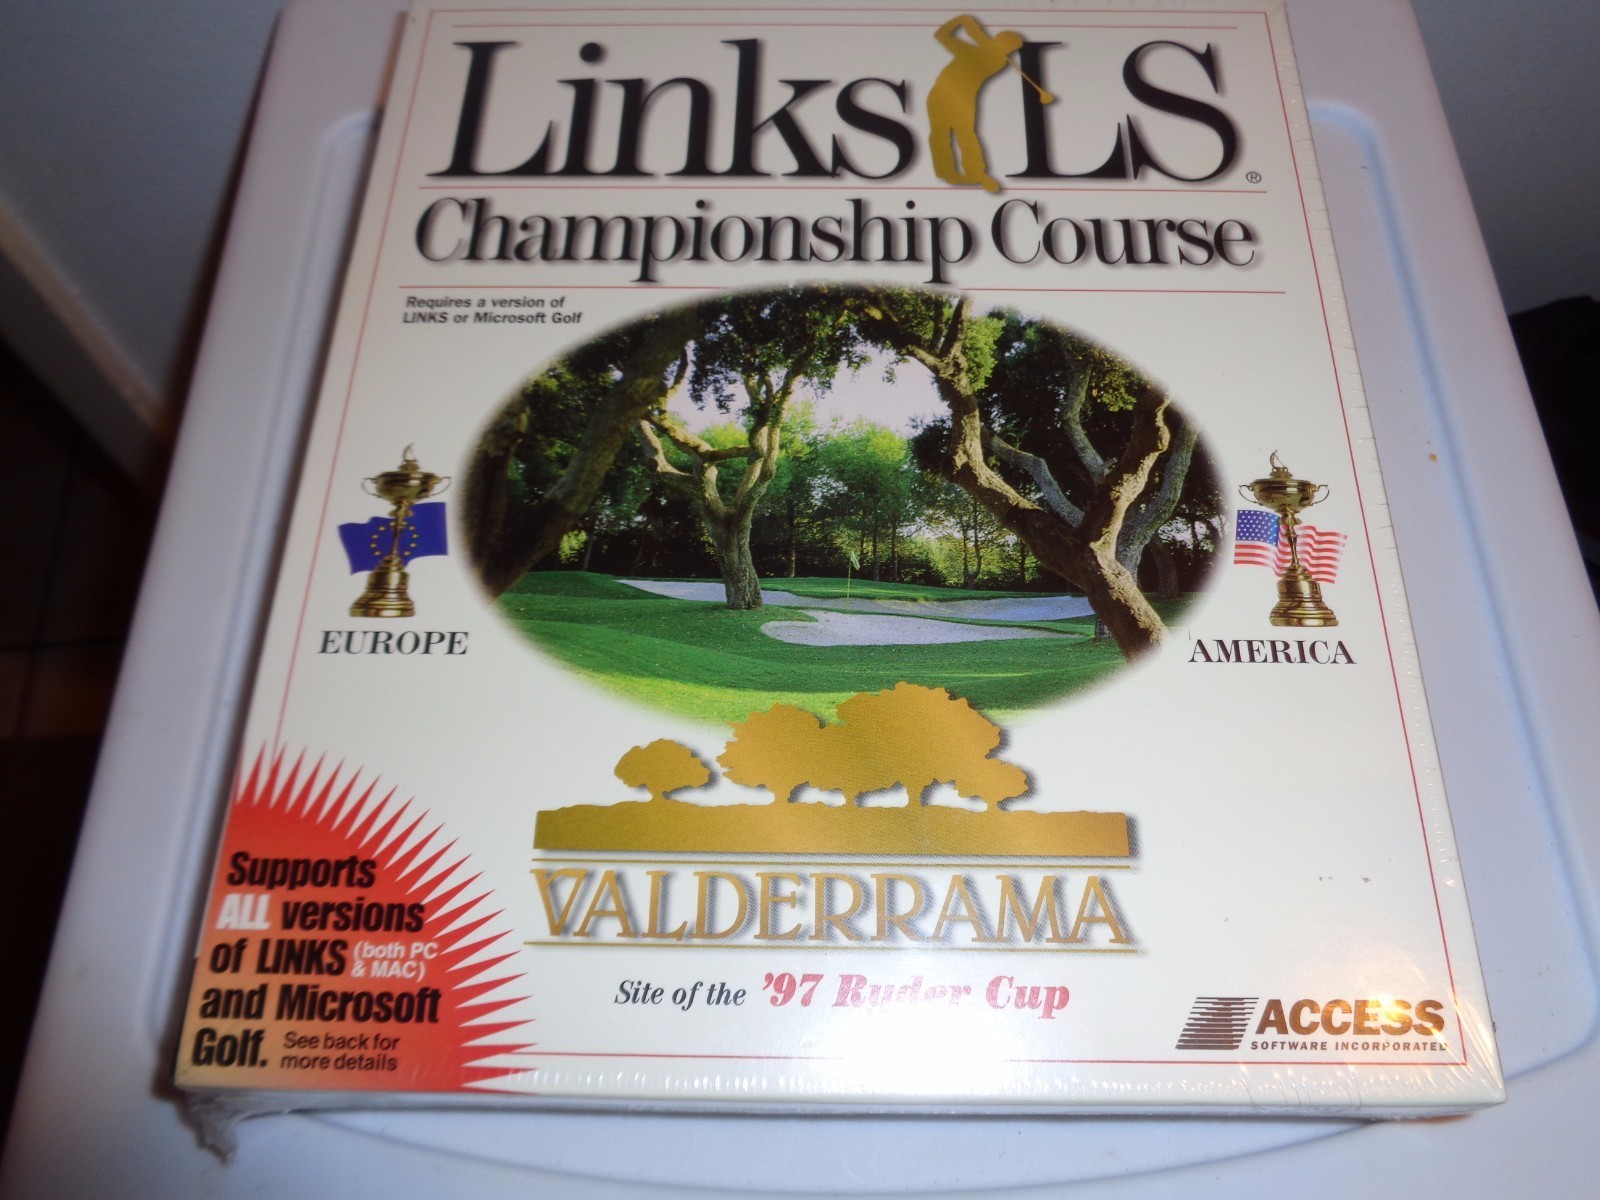 Links LS®
Championship Course
Requires a version of
LINKS or Microsoft Golf
EUROPE
AMERICA
VALDERRAMA
Site of the '97 Ryder Cup
Supports
ALL versions
of LINKS (both PC
& MAC)
and Microsoft
Golf. See back for
more details
ACCESS
SOFTWARE INCORPORATED